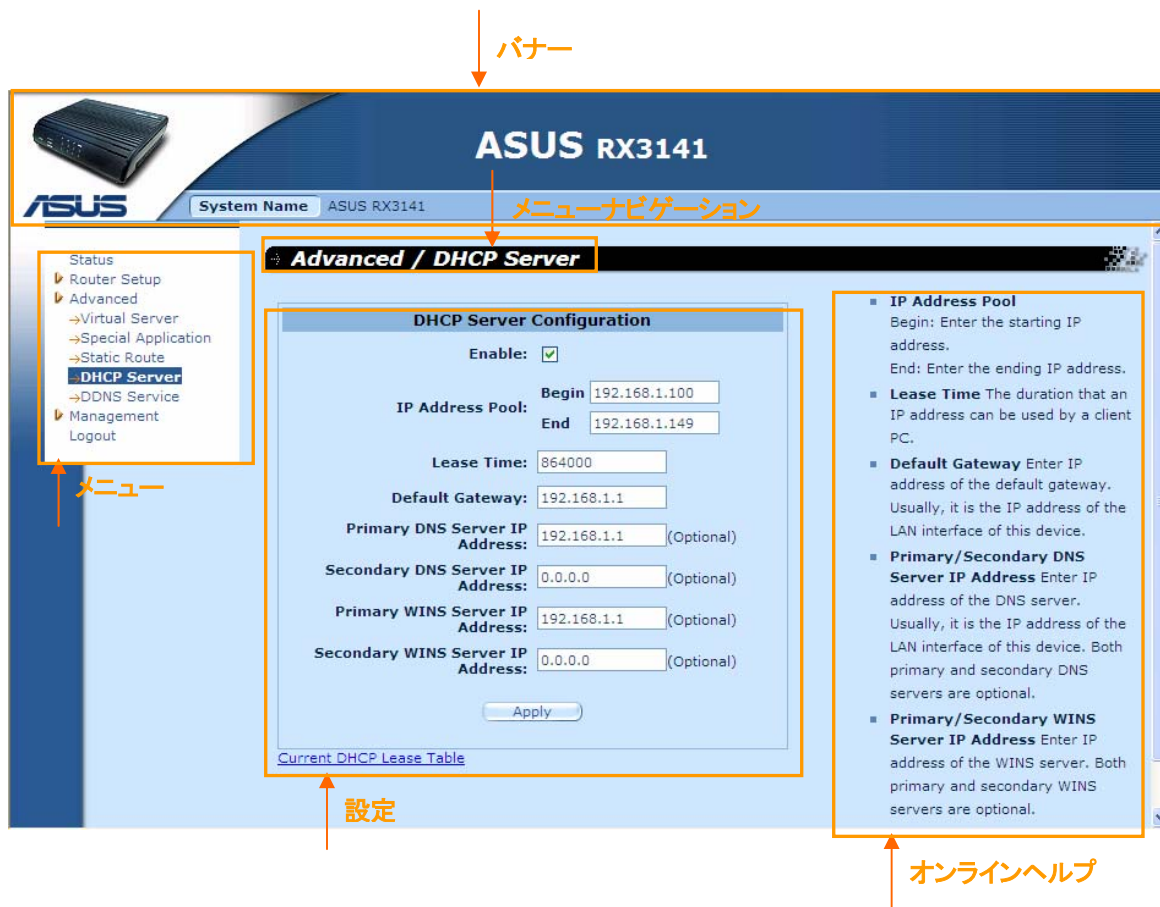 バナー
ASUS RX3141
ASUS
System Name
ASUS RX3141
メニューナビゲーション
Status
Router Setup
Advanced
→Virtual Server
→Special Application
→Static Route
→DHCP Server
→DDNS Service
Management
Logout
メニュー
Advanced / DHCP Server
DHCP Server Configuration
Enable:
IP Address Pool:
Begin 192.168.1.100
End 192.168.1.149
Lease Time: 864000
Default Gateway: 192.168.1.1
Primary DNS Server IP
Address:
192.168.1.1 (Optional)
Secondary DNS Server IP
Address:
0.0.0.0 (Optional)
Primary WINS Server IP
Address:
192.168.1.1 (Optional)
Secondary WINS Server IP
Address:
0.0.0.0 (Optional)
Apply
Current DHCP Lease Table
設定
IP Address Pool
Begin: Enter the starting IP
address.
End: Enter the ending IP address.
Lease Time The duration that an
IP address can be used by a client
PC.
Default Gateway Enter IP
address of the default gateway.
Usually, it is the IP address of the
LAN interface of this device.
Primary/Secondary DNS
Server IP Address Enter IP
address of the DNS server.
Usually, it is the IP address of the
LAN interface of this device. Both
primary and secondary DNS
servers are optional.
Primary/Secondary WINS
Server IP Address Enter IP
address of the WINS server. Both
primary and secondary WINS
servers are optional.
オンラインヘルプ